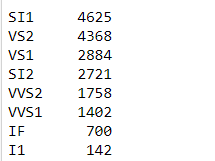 SI1 4625
VS2 4368
VS1 2884
SI2 2721
VVS2 1758
VVS1 1402
IF 700
I1 142